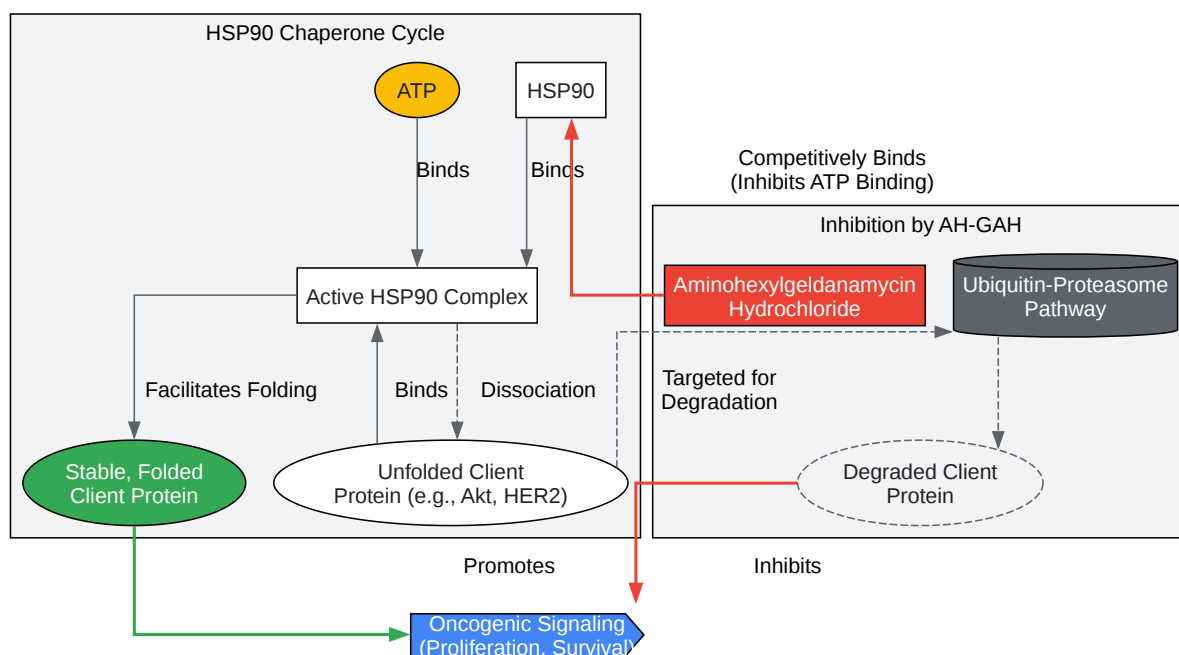 HSP90 Chaperone Cycle
ATP
HSP90
Binds
Binds
Competitively Binds
(Inhibits ATP Binding)
Inhibition by AH-GAH
Active HSP90 Complex
Aminohexylgeldanamycin
Hydrochloride
Ubiquitin-Proteasome
Pathway
Facilitates Folding
Binds
Dissociation
Targeted for
Degradation
Stable, Folded
Client Protein
Unfolded Client
Protein (e.g., Akt, HER2)
Degraded Client
Protein
Promotes
Inhibits
Oncogenic Signaling
(Proliferation, Survival)